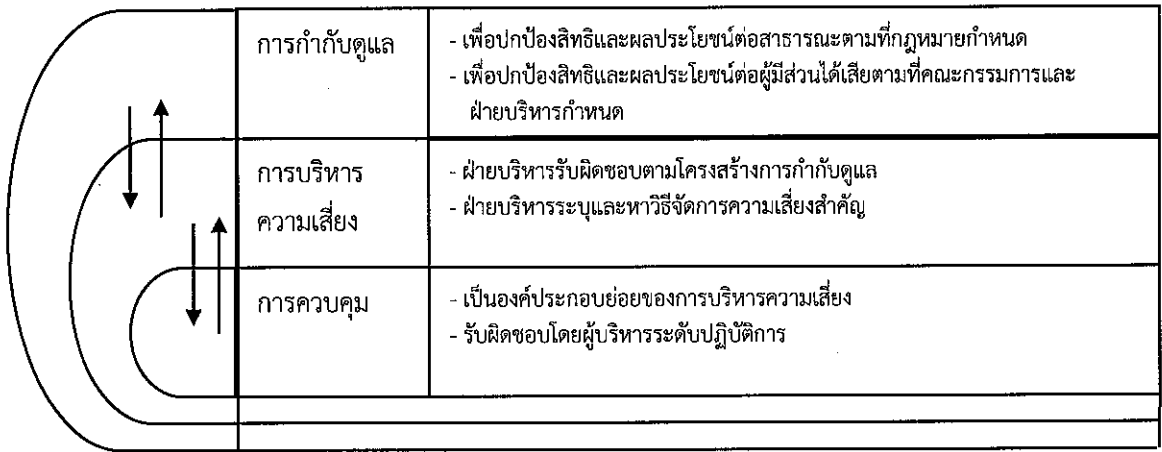 การกำกับดูแล
- เพื่อปกป้องสิทธิและผลประโยชน์ต่อสาธารณะตามที่กฎหมายกำหนด
- เพื่อปกป้องสิทธิและผลประโยชน์ต่อผู้มีส่วนได้เสียตามที่คณะกรรมการและ
ฝ่ายบริหารกำหนด
การบริหาร
ความเสี่ยง
- ฝ่ายบริหารรับผิดชอบตามโครงสร้างการกำกับดูแล
- ฝ่ายบริหารระบุและหาวิธีจัดการความเสี่ยงสำคัญ
การควบคุม
- เป็นองค์ประกอบย่อยของการบริหารความเสี่ยง
- รับผิดชอบโดยผู้บริหารระดับปฏิบัติการ